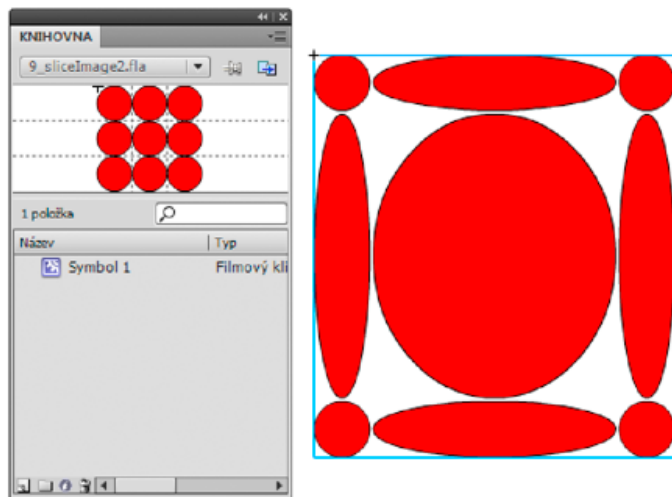 KNIHOVNA
9_sliceImage2.fla
1 položka
Název Typ
Symbol 1 Filmový kli